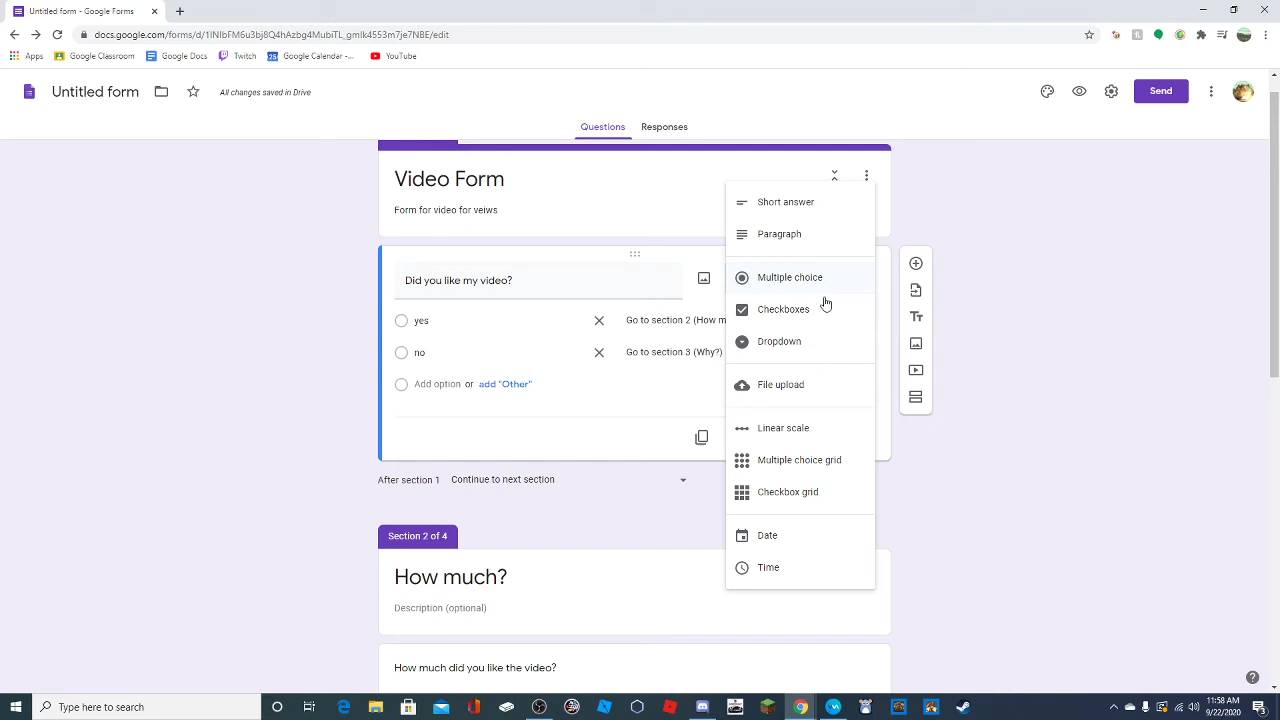 Untitled form - Google Forms
docs.google.com/forms/d/1INIbFM6u3bj8Q4hAzbg4MubiTL_gmIk4553m7je7NBE/edit
Apps Google Classroom Google Docs Twitch Google Calendar -... YouTube
Untitled form All changes saved in Drive Send
Questions Responses
Video Form
Form for video for veiws
Short answer
Paragraph
Did you like my video?
Multiple choice
yes Go to section 2 (How m
Checkboxes
no Go to section 3 (Why?)
Dropdown
Add option or add "Other"
File upload
Linear scale
Multiple choice grid
After section 1 Continue to next section
Checkbox grid
Section 2 of 4
Date
How much?
Time
Description (optional)
How much did you like the video?
Type here to search
11:58 AM
9/22/2020